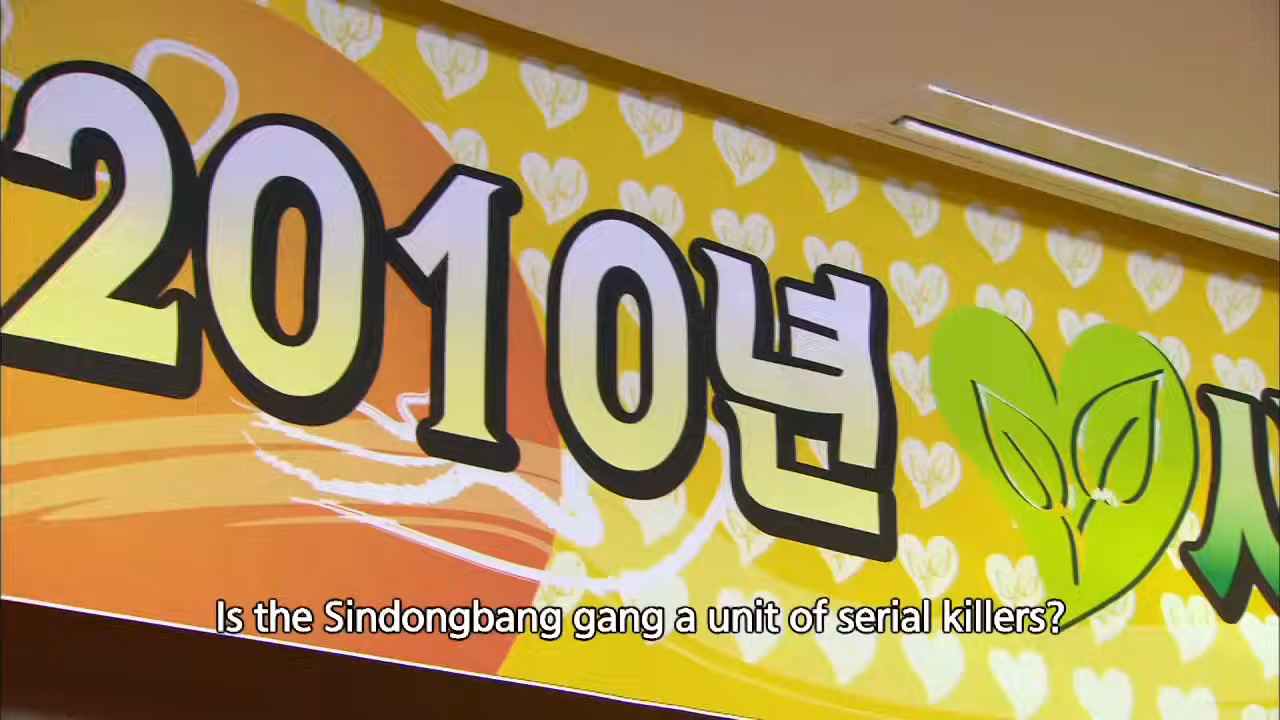 2010년
Is the Sindongbang gang a unit of serial killers?